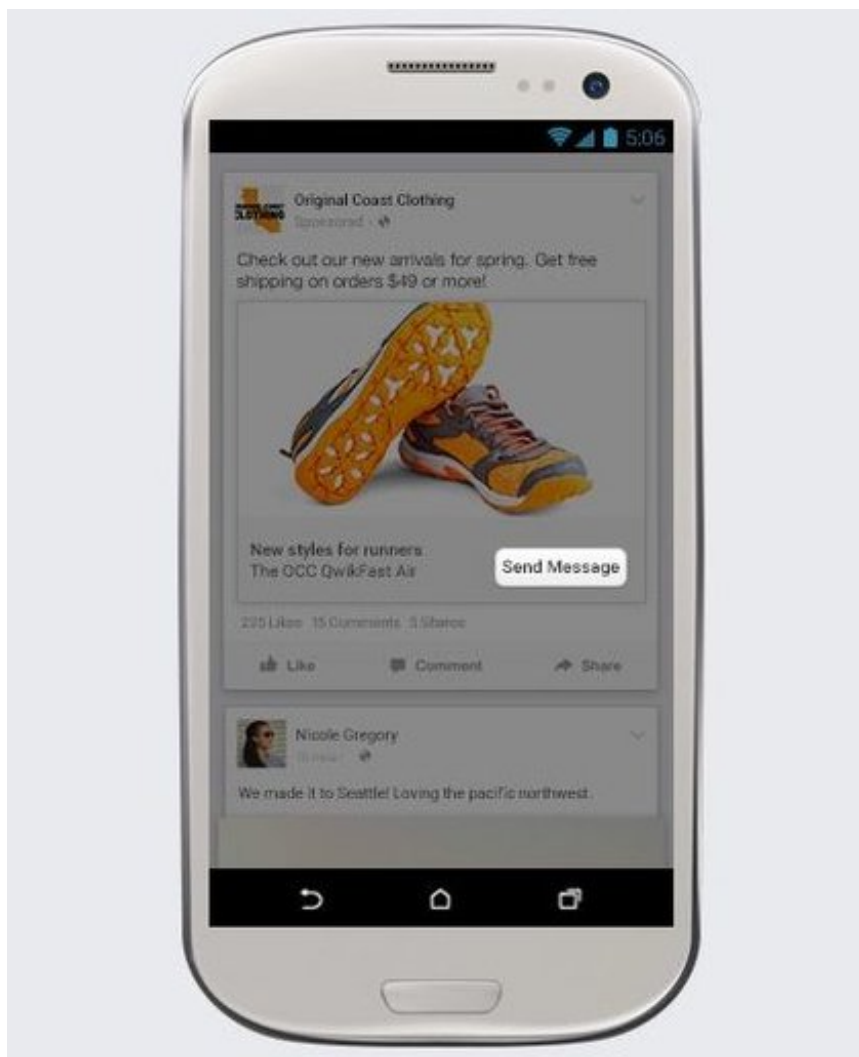 5:06
CLOTHING
Original Coast Clothing
Sponsored ·
Check out our new arrivals for spring. Get free
shipping on orders $49 or more!
New styles for runners
The OCC QwikFast Air
Send Message
Likes 15 Comments 5 Shares
Like Comment Share
Nicole Gregory
We made it to Seattle! Loving the pacific northwest.